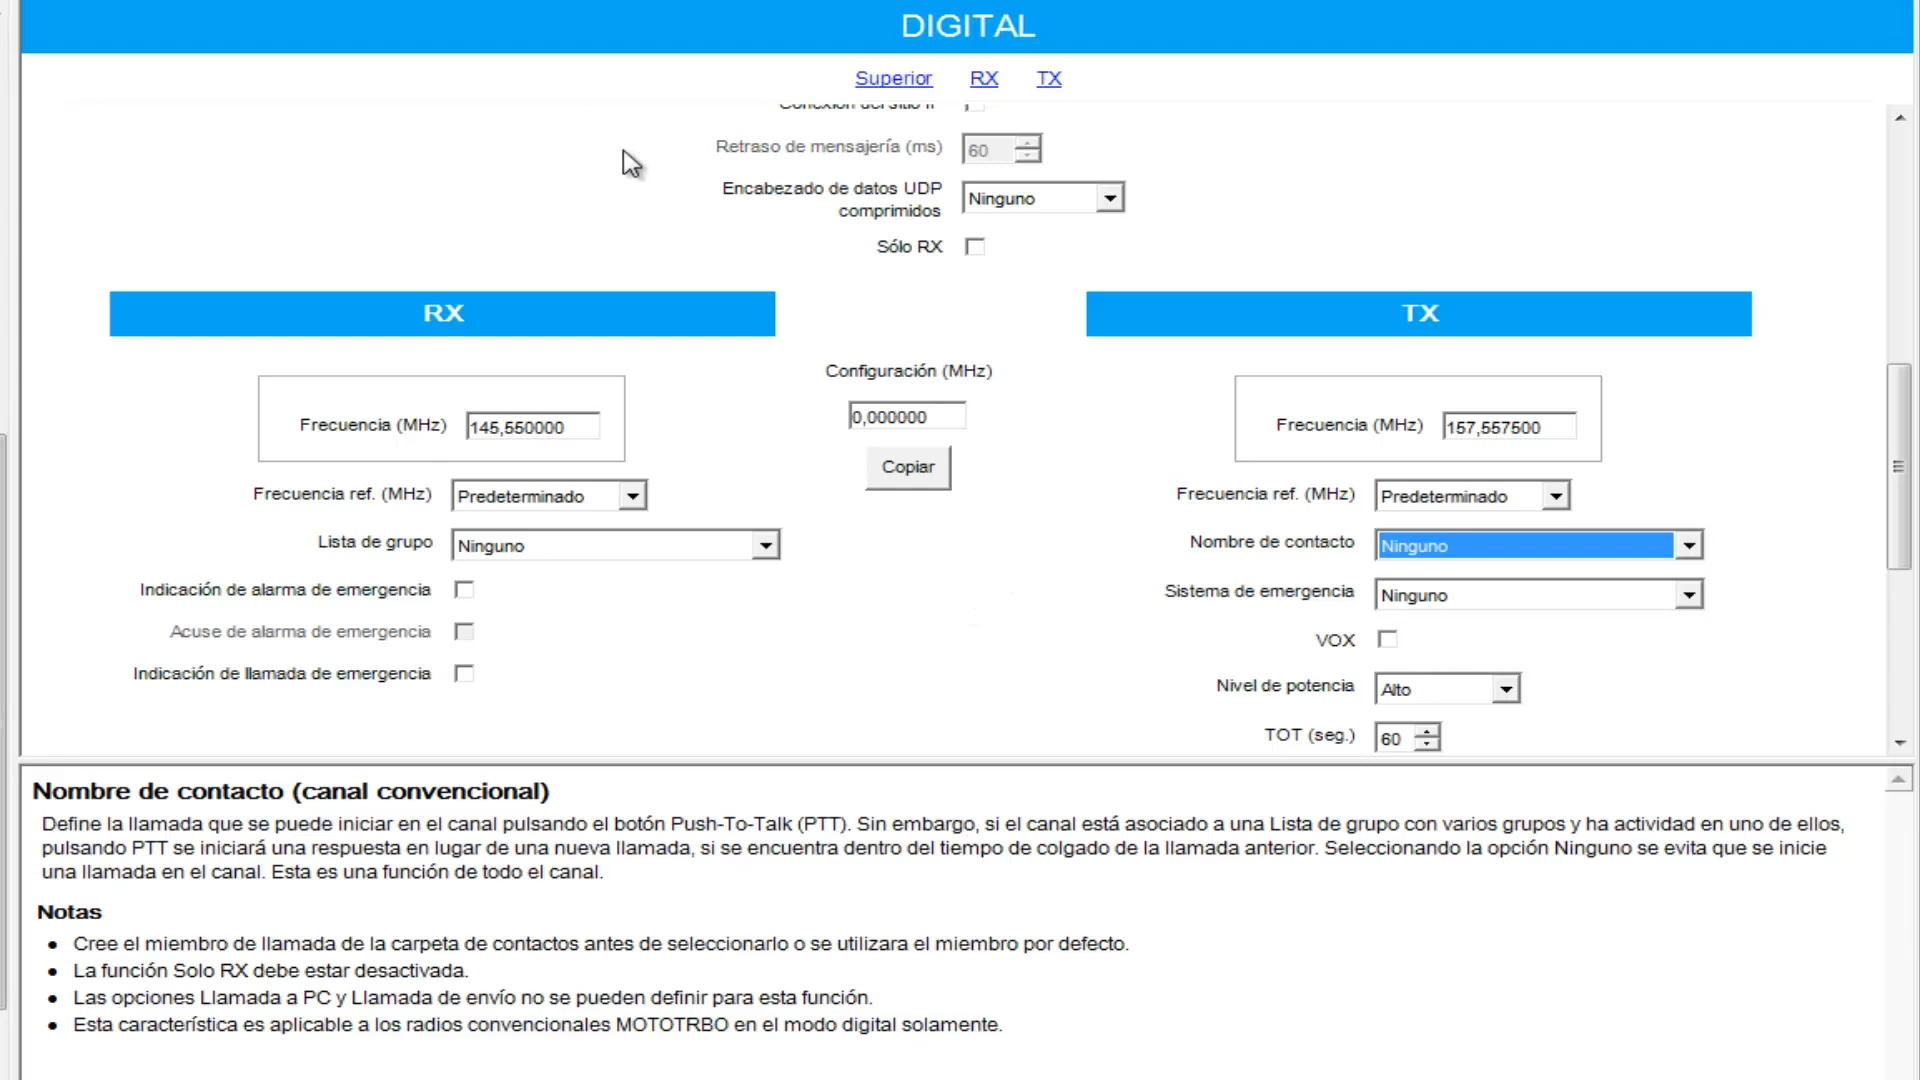 DIGITAL
Superior RX TX
Conexión del sitio IP
Retraso de mensajería (ms) 60
Encabezado de datos UDP
comprimidos
Ninguno
Sólo RX
RX
TX
Configuración (MHz)
0,000000
Copiar
Frecuencia (MHz) 145,550000
Frecuencia ref. (MHz) Predeterminado
Lista de grupo Ninguno
Indicación de alarma de emergencia
Acuse de alarma de emergencia
Indicación de llamada de emergencia
Frecuencia (MHz) 157,557500
Frecuencia ref. (MHz) Predeterminado
Nombre de contacto Ninguno
Sistema de emergencia Ninguno
VOX
Nivel de potencia Alto
TOT (seg.) 60
Nombre de contacto (canal convencional)
Define la llamada que se puede iniciar en el canal pulsando el botón Push-To-Talk (PTT). Sin embargo, si el canal está asociado a una Lista de grupo con varios grupos y ha actividad en uno de ellos,
pulsando PTT se iniciará una respuesta en lugar de una nueva llamada, si se encuentra dentro del tiempo de colgado de la llamada anterior. Seleccionando la opción Ninguno se evita que se inicie
una llamada en el canal. Esta es una función de todo el canal.
Notas
• Cree el miembro de llamada de la carpeta de contactos antes de seleccionarlo o se utilizara el miembro por defecto.
• La función Solo RX debe estar desactivada.
• Las opciones Llamada a PC y Llamada de envío no se pueden definir para esta función.
• Esta característica es aplicable a los radios convencionales MOTOTRBO en el modo digital solamente.